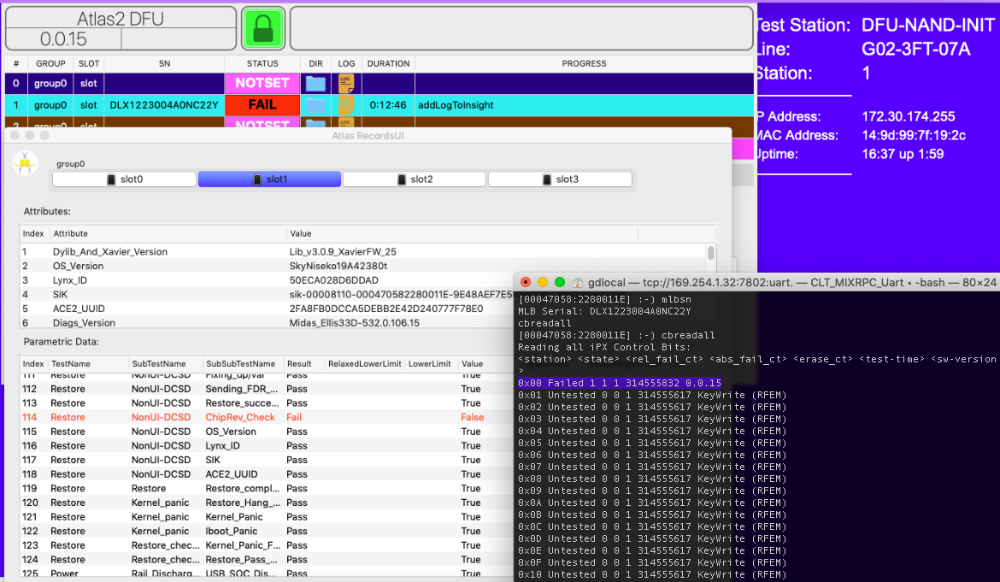 Atlas2 DFU
0.0.15
Test Station: DFU-NAND-INIT
Line: G02-3FT-07A
Station: 1
IP Address: 172.30.174.255
MAC Address: 14:9d:99:7f:19:2c
Uptime: 16:37 up 1:59
# GROUP SLOT SN STATUS DIR LOG DURATION PROGRESS
0 group0 slot NOTSET LOG
1 group0 slot DLX1223004A0NC22Y FAIL 0:12:46 addLogToInsight
2 group0 slot NOTSET LOG
Atlas RecordsUI
group0
slot0 slot1 slot2 slot3
Attributes:
Index Attribute Value
1 Dylib_And_Xavier_Version Lib_v3.0.9_XavierFW_25
2 OS_Version SkyNiseko19A42380t
3 Lynx_ID 50ECA028D6DDAD
4 SIK sik-00008110-000470582280011E-9E48AEF7E5
5 ACE2_UUID 2FA8FB0DCCA5DEBB2E42D240777F78E0
6 Diags_Version Midas_Ellis33D-532.0.106.15
Parametric Data:
Index TestName SubTestName SubSubTestName Result RelaxedLowerLimit LowerLimit Value
111 Restore NonUI-DCSD Fixing_up/var Pass True
112 Restore NonUI-DCSD Sending_FDR_... Pass True
113 Restore NonUI-DCSD Restore_succe... Pass True
114 Restore NonUI-DCSD ChipRev_Check Fail False
115 Restore NonUI-DCSD OS_Version Pass True
116 Restore NonUI-DCSD Lynx_ID Pass True
117 Restore NonUI-DCSD SIK Pass True
118 Restore NonUI-DCSD ACE2_UUID Pass True
119 Restore Restore Restore_compl... Pass True
120 Restore Kernel_panic Restore_Hang_... Pass True
121 Restore Kernel_panic Kernel_Panic Pass True
122 Restore Kernel_panic Iboot_Panic Pass True
123 Restore Restore_chec... Kernel_Panic_F... Pass True
124 Restore Restore_chec... Restore_Pass_... Pass True
125 Power Rail_Discharg... USB_SOC_Dis... Pass True
gdlocal — tcp://169.254.1.32:7802:uart. — CLT_MIXRPC_Uart ◂ -bash — 80×24
[00047058:2280011E] :-) mlbsn
MLB Serial: DLX1223004A0NC22Y
cbreadall
[00047058:2280011E] :-) cbreadall
Reading all iPX Control Bits:
<station> <state> <rel_fail_ct> <abs_fail_ct> <erase_ct> <test-time> <sw-version
>
0x00 Failed 1 1 1 314555832 0.0.15
0x01 Untested 0 0 1 314555617 KeyWrite (RFEM)
0x02 Untested 0 0 1 314555617 KeyWrite (RFEM)
0x03 Untested 0 0 1 314555617 KeyWrite (RFEM)
0x04 Untested 0 0 1 314555617 KeyWrite (RFEM)
0x05 Untested 0 0 1 314555617 KeyWrite (RFEM)
0x06 Untested 0 0 1 314555617 KeyWrite (RFEM)
0x07 Untested 0 0 1 314555617 KeyWrite (RFEM)
0x08 Untested 0 0 1 314555617 KeyWrite (RFEM)
0x09 Untested 0 0 1 314555617 KeyWrite (RFEM)
0x0A Untested 0 0 1 314555617 KeyWrite (RFEM)
0x0B Untested 0 0 1 314555617 KeyWrite (RFEM)
0x0C Untested 0 0 1 314555617 KeyWrite (RFEM)
0x0D Untested 0 0 1 314555617 KeyWrite (RFEM)
0x0E Untested 0 0 1 314555617 KeyWrite (RFEM)
0x0F Untested 0 0 1 314555617 KeyWrite (RFEM)
0x10 Untested 0 0 1 314555617 KeyWrite (RFEM)